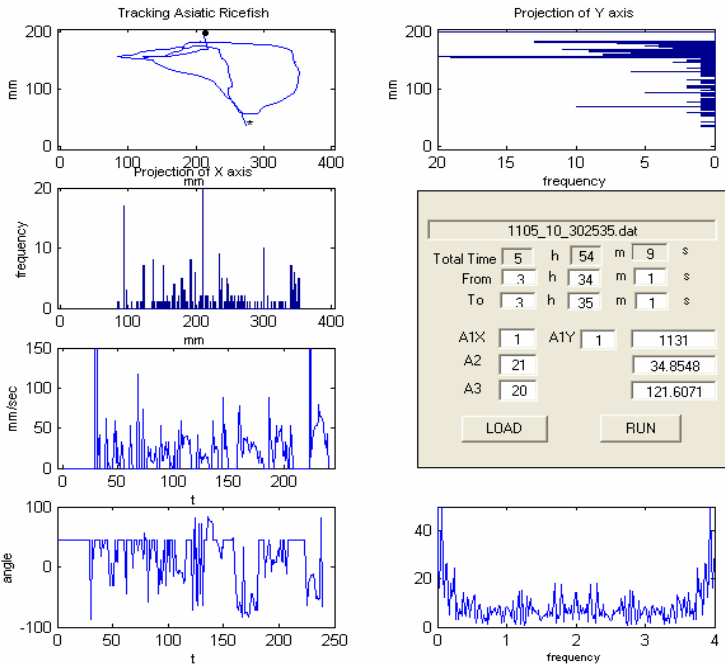 Tracking Asiatic Ricefish
200
100
0
mm
0 100 200 300 400
mm
Projection of Y axis
200
100
0
mm
20 15 10 5 0
frequency
Projection of X axis
20
10
0
frequency
0 100 200 300 400
mm
1105_10_302535.dat
Total Time 5 h 54 m 9 s
From 3 h 34 m 1 s
To 3 h 35 m 1 s
A1X 1 A1Y 1 1131
A2 21 34.8548
A3 20 121.6071
LOAD RUN
150
100
50
0
mm/sec
0 50 100 150 200
t
100
0
-100
angle
0 50 100 150 200 250
t
40
20
0
0 1 2 3 4
frequency